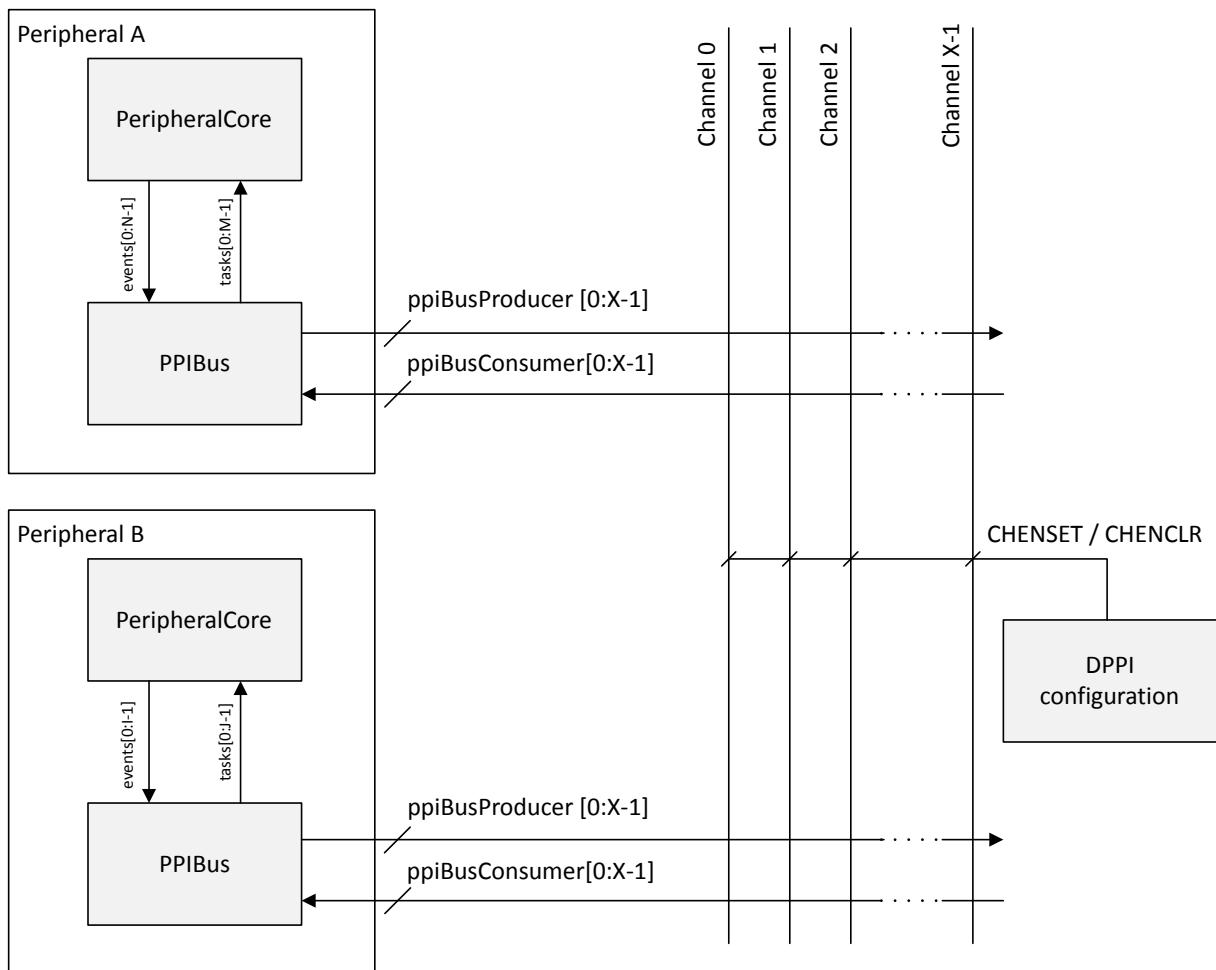 Peripheral A
PeripheralCore
events[0:N-1]
tasks[0:M-1]
PPIBus
ppiBusProducer [0:X-1]
ppiBusConsumer[0:X-1]
Channel 0
Channel 1
Channel 2
Channel X-1
Peripheral B
PeripheralCore
events[0:I-1]
tasks[0:J-1]
PPIBus
ppiBusProducer [0:X-1]
ppiBusConsumer[0:X-1]
CHENSET / CHENCLR
DPPI
configuration